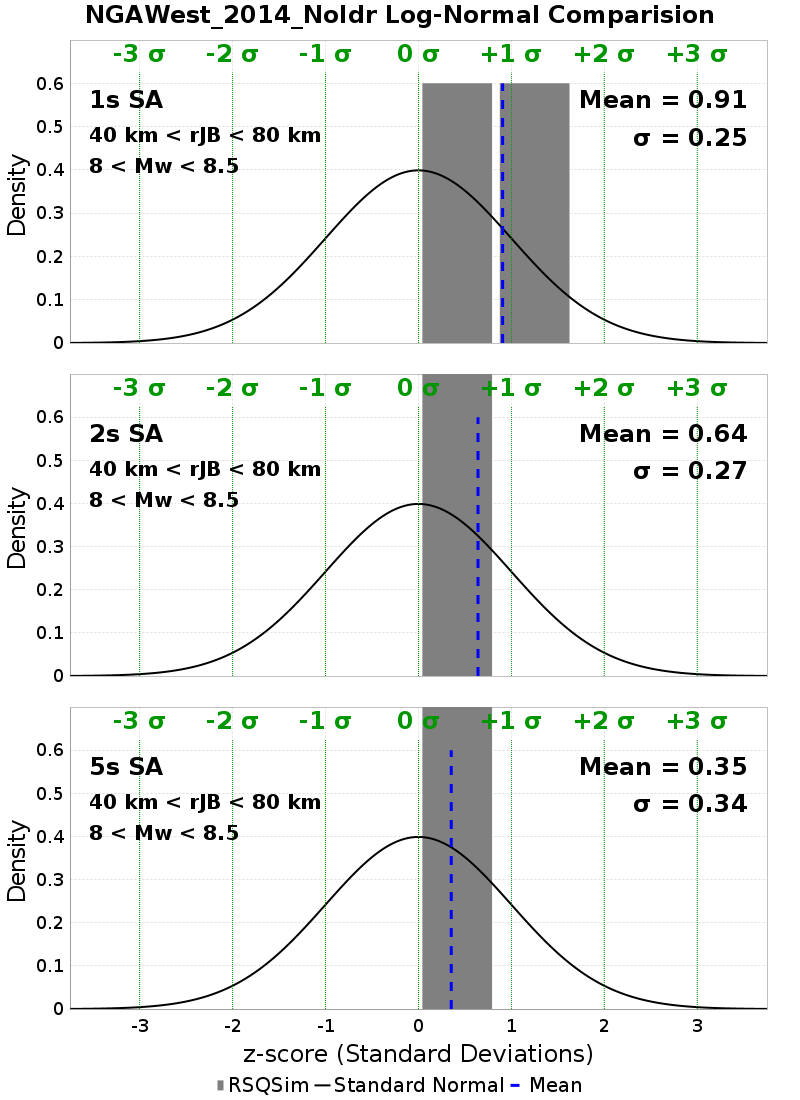 NGAWest_2014_NoIdr Log-Normal Comparision
-3 σ -2 σ -1 σ 0 σ +1 σ +2 σ +3 σ
1s SA
40 km < rJB < 80 km
8 < Mw < 8.5
Mean = 0.91
σ = 0.25
0.6
0.5
0.4
0.3
0.2
0.1
0
Density
-3 σ -2 σ -1 σ 0 σ +1 σ +2 σ +3 σ
2s SA
40 km < rJB < 80 km
8 < Mw < 8.5
Mean = 0.64
σ = 0.27
0.6
0.5
0.4
0.3
0.2
0.1
0
Density
-3 σ -2 σ -1 σ 0 σ +1 σ +2 σ +3 σ
5s SA
40 km < rJB < 80 km
8 < Mw < 8.5
Mean = 0.35
σ = 0.34
0.6
0.5
0.4
0.3
0.2
0.1
0
Density
-3 -2 -1 0 1 2 3
z-score (Standard Deviations)
RSQSim Standard Normal Mean